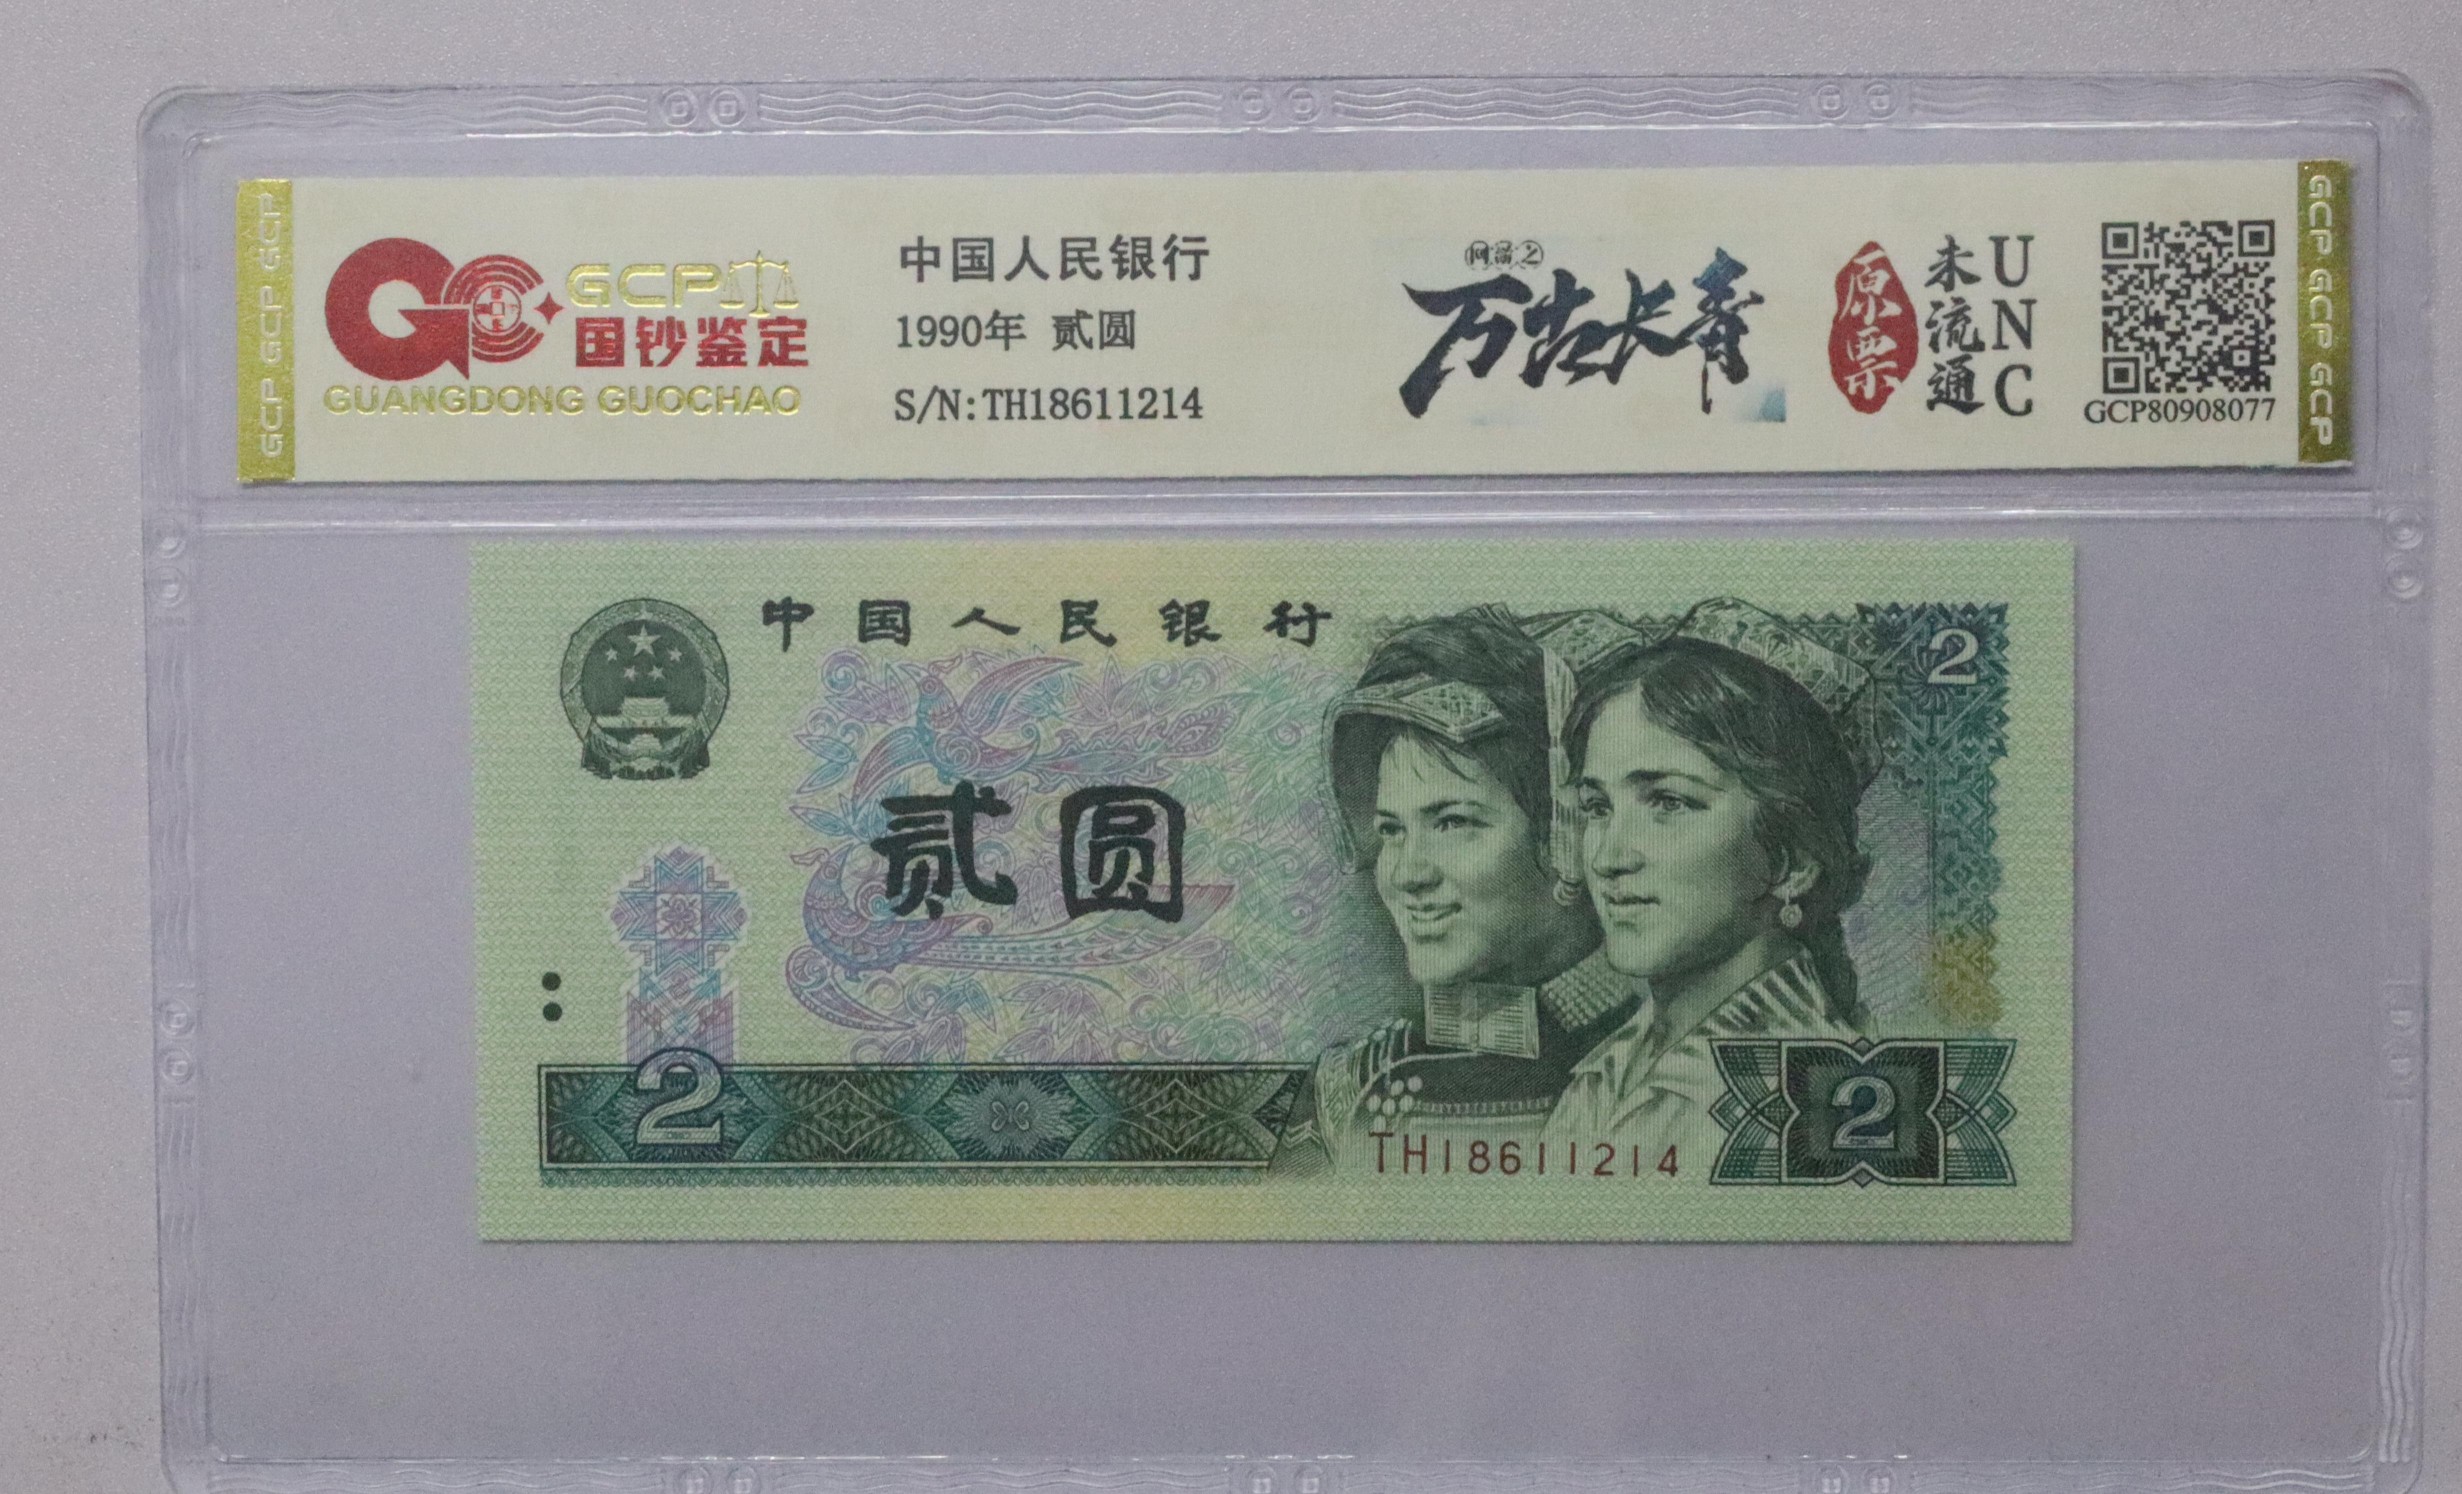 GCP GCP GCP
GCP
国钞鉴定
GUANGDONG GUOCHAO
中国人民银行
1990年 贰圆
S/N:TH18611214
万古长青
原票
未流通
UNC
GCP80908077
GCP GCP GCP GCP
中国人民银行
2
贰圆
2
TH18611214
2